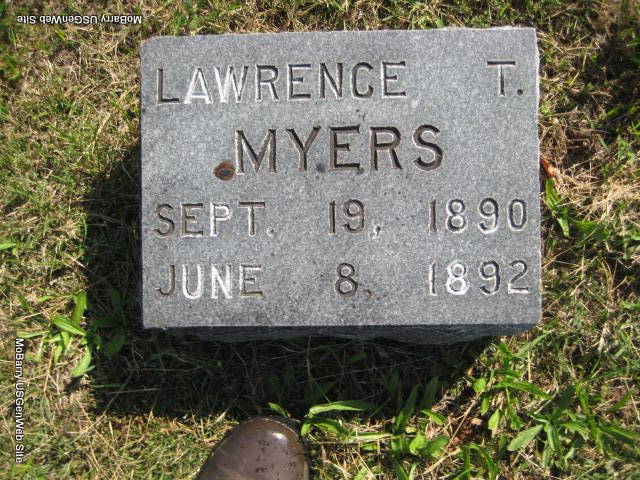 MoBarry USGenWeb Site
LAWRENCE T.
MYERS
SEPT. 19, 1890
JUNE 8, 1892
MoBarry USGenWeb Site